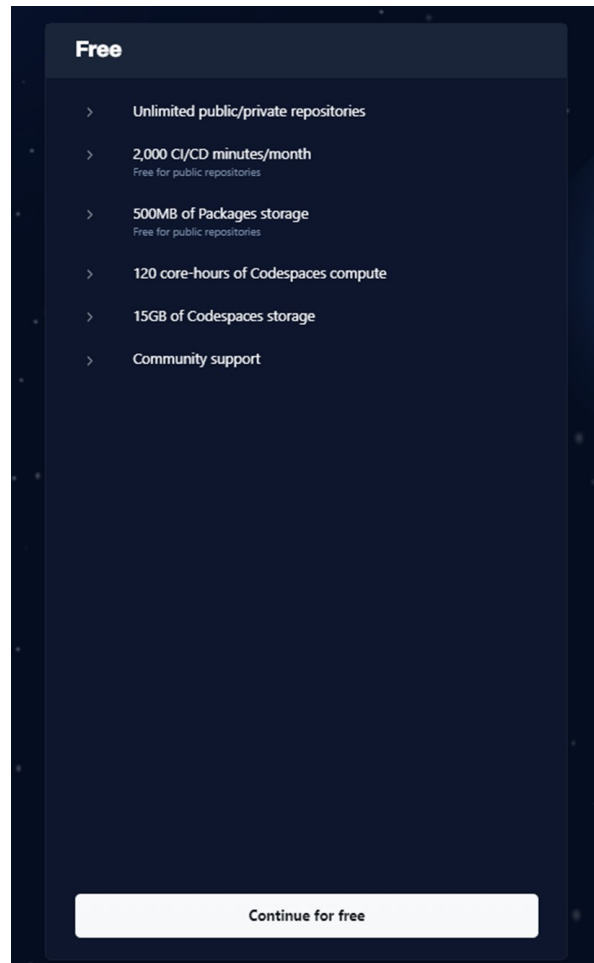 Free
Unlimited public/private repositories
2,000 CI/CD minutes/month
Free for public repositories
500MB of Packages storage
Free for public repositories
120 core-hours of Codespaces compute
15GB of Codespaces storage
Community support
Continue for free